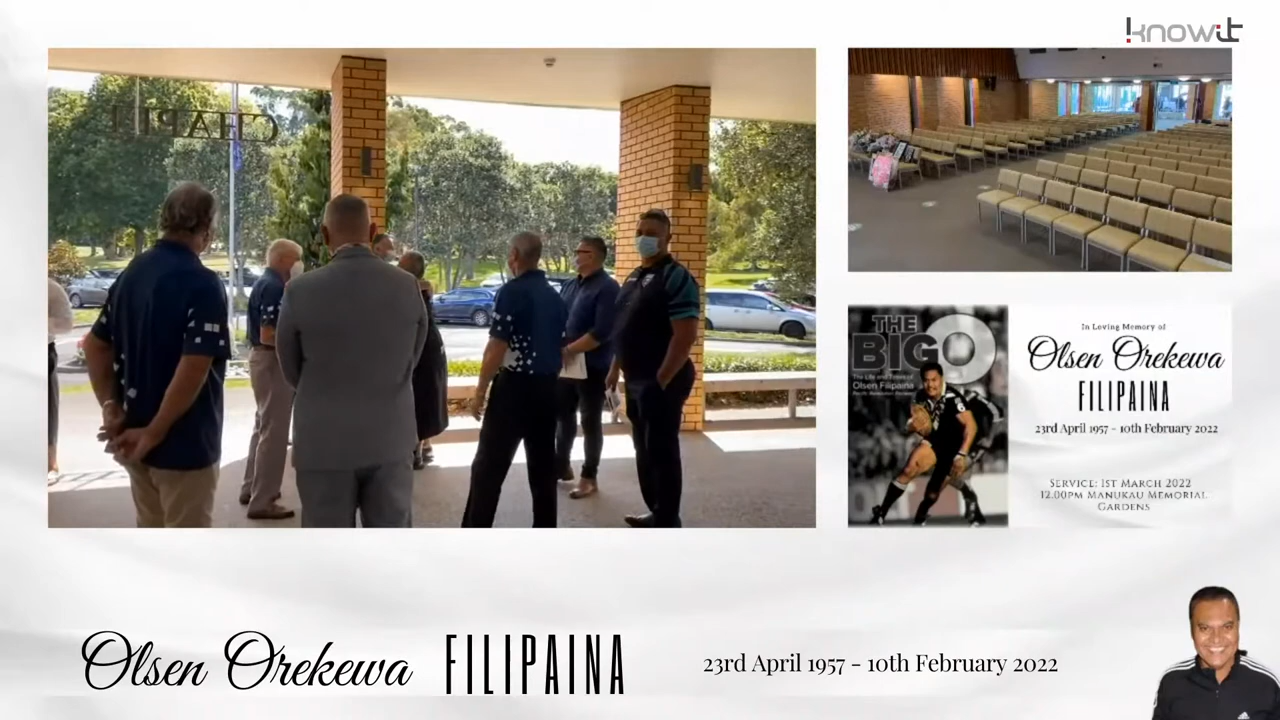 knowit
CHAPEL
THE
BIG O
The Life and Times of
Olsen Filipaina
In Loving Memory of
Olsen Orekewa
FILIPAINA
23rd April 1957 - 10th February 2022
SERVICE: 1ST MARCH 2022
12.00PM MANUKAU MEMORIAL
GARDENS
Olsen Orekewa FILIPAINA
23rd April 1957 - 10th February 2022